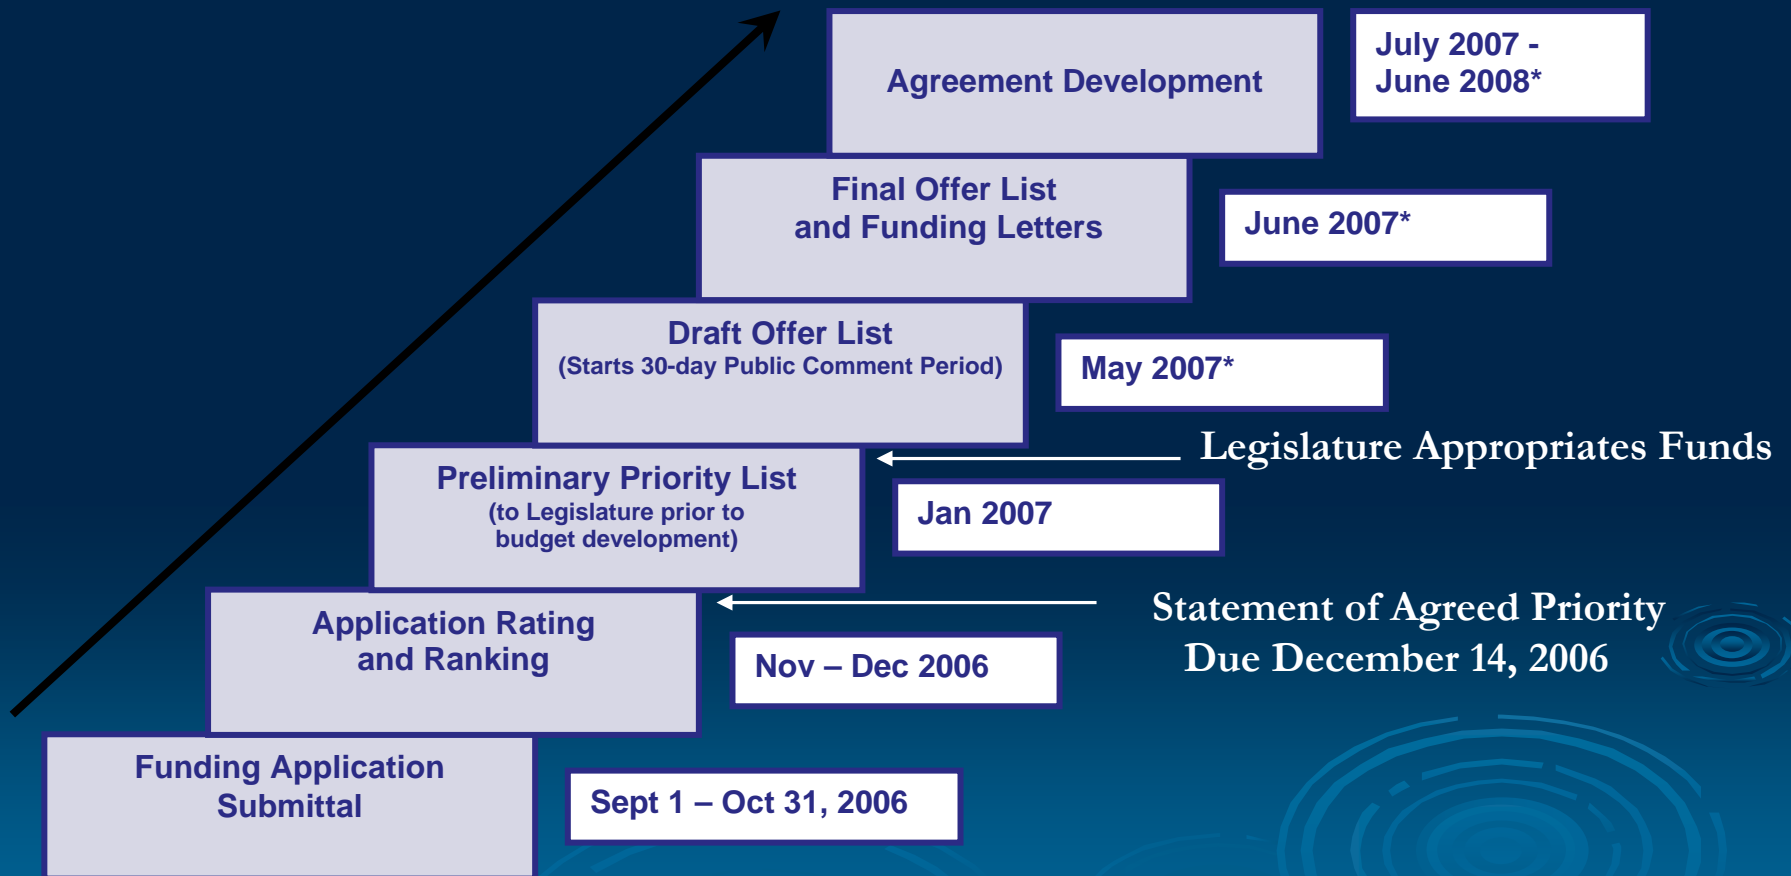 Agreement Development
July 2007 -
June 2008*
Final Offer List
and Funding Letters
June 2007*
Draft Offer List
(Starts 30-day Public Comment Period)
May 2007*
Legislature Appropriates Funds
Preliminary Priority List
(to Legislature prior to
budget development)
Jan 2007
Statement of Agreed Priority
Due December 14, 2006
Application Rating
and Ranking
Nov – Dec 2006
Funding Application
Submittal
Sept 1 – Oct 31, 2006